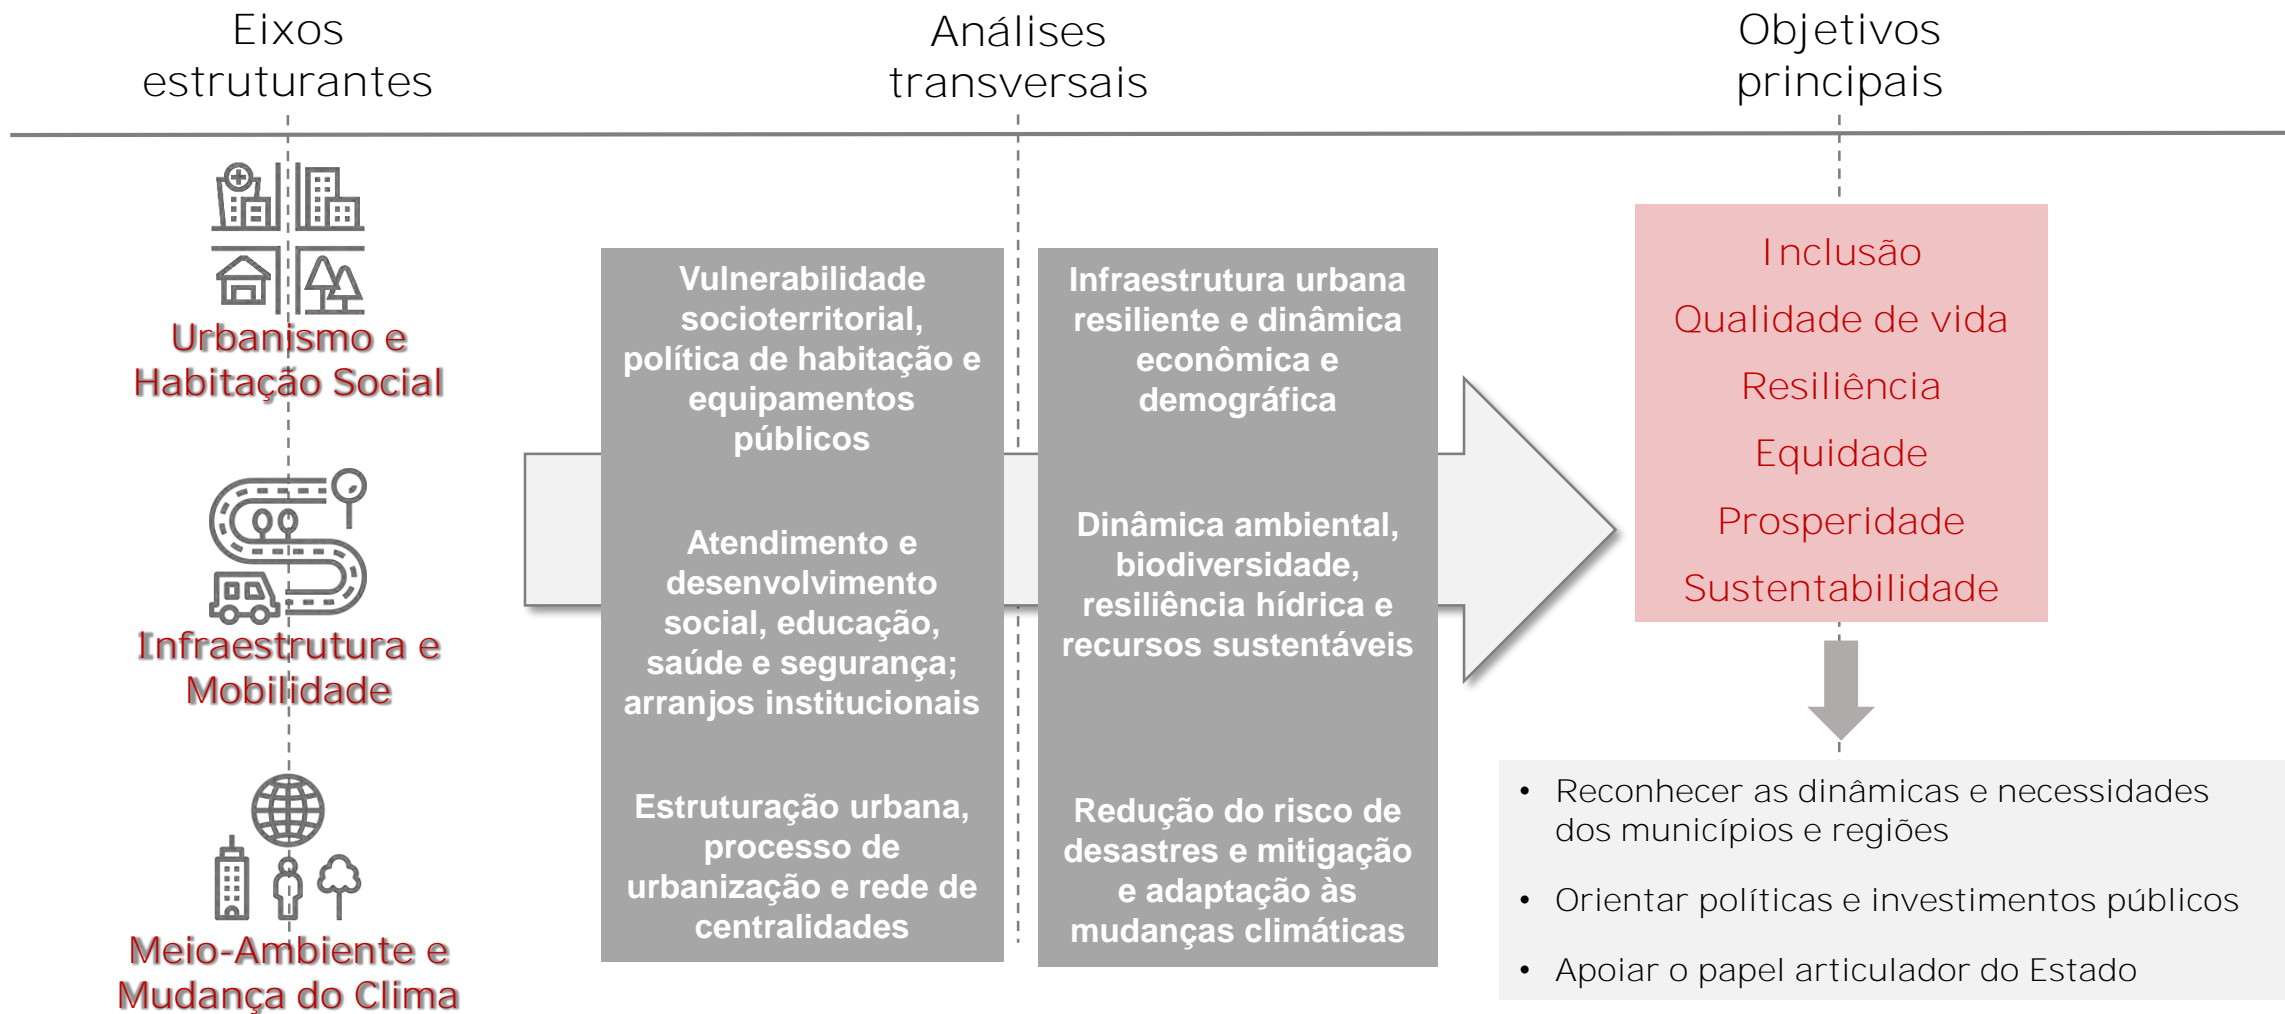 Eixos
estruturantes
Análises
transversais
Objetivos
principais
Urbanismo e
Habitação Social
Infraestrutura e
Mobilidade
Meio-Ambiente e
Mudança do Clima
Vulnerabilidade
socioterritorial,
política de habitação e
equipamentos
públicos
Atendimento e
desenvolvimento
social, educação,
saúde e segurança;
arranjos institucionais
Estruturação urbana,
processo de
urbanização e rede de
centralidades
Infraestrutura urbana
resiliente e dinâmica
econômica e
demográfica
Dinâmica ambiental,
biodiversidade,
resiliência hídrica e
recursos sustentáveis
Redução do risco de
desastres e mitigação
e adaptação às
mudanças climáticas
Inclusão
Qualidade de vida
Resiliência
Equidade
Prosperidade
Sustentabilidade
• Reconhecer as dinâmicas e necessidades
dos municípios e regiões
• Orientar políticas e investimentos públicos
• Apoiar o papel articulador do Estado